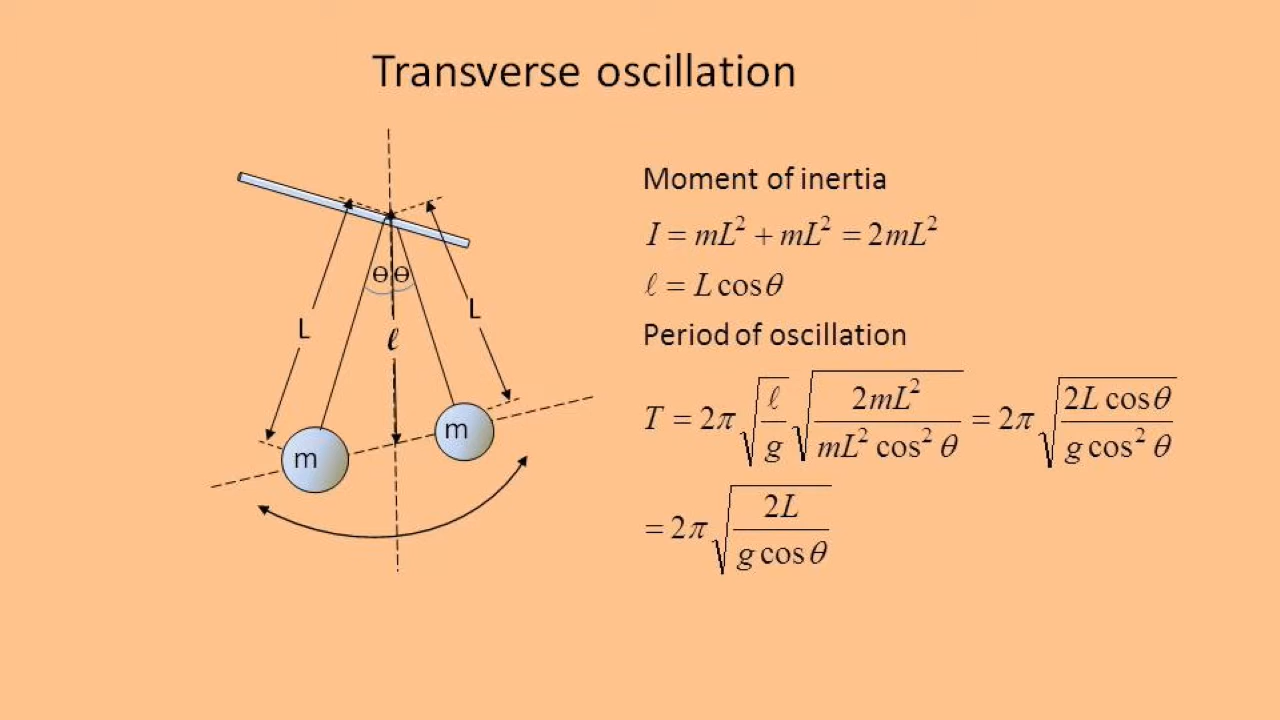 Transverse oscillation
Moment of inertia
I = mL² + mL² = 2mL²
ℓ = L cos θ
Period of oscillation
T = 2π √(ℓ/g) √(2mL²/mL² cos² θ) = 2π √(2L cos θ/g cos² θ)
= 2π √(2L/g cos θ)
Ө Ө
L
L
ℓ
m
m